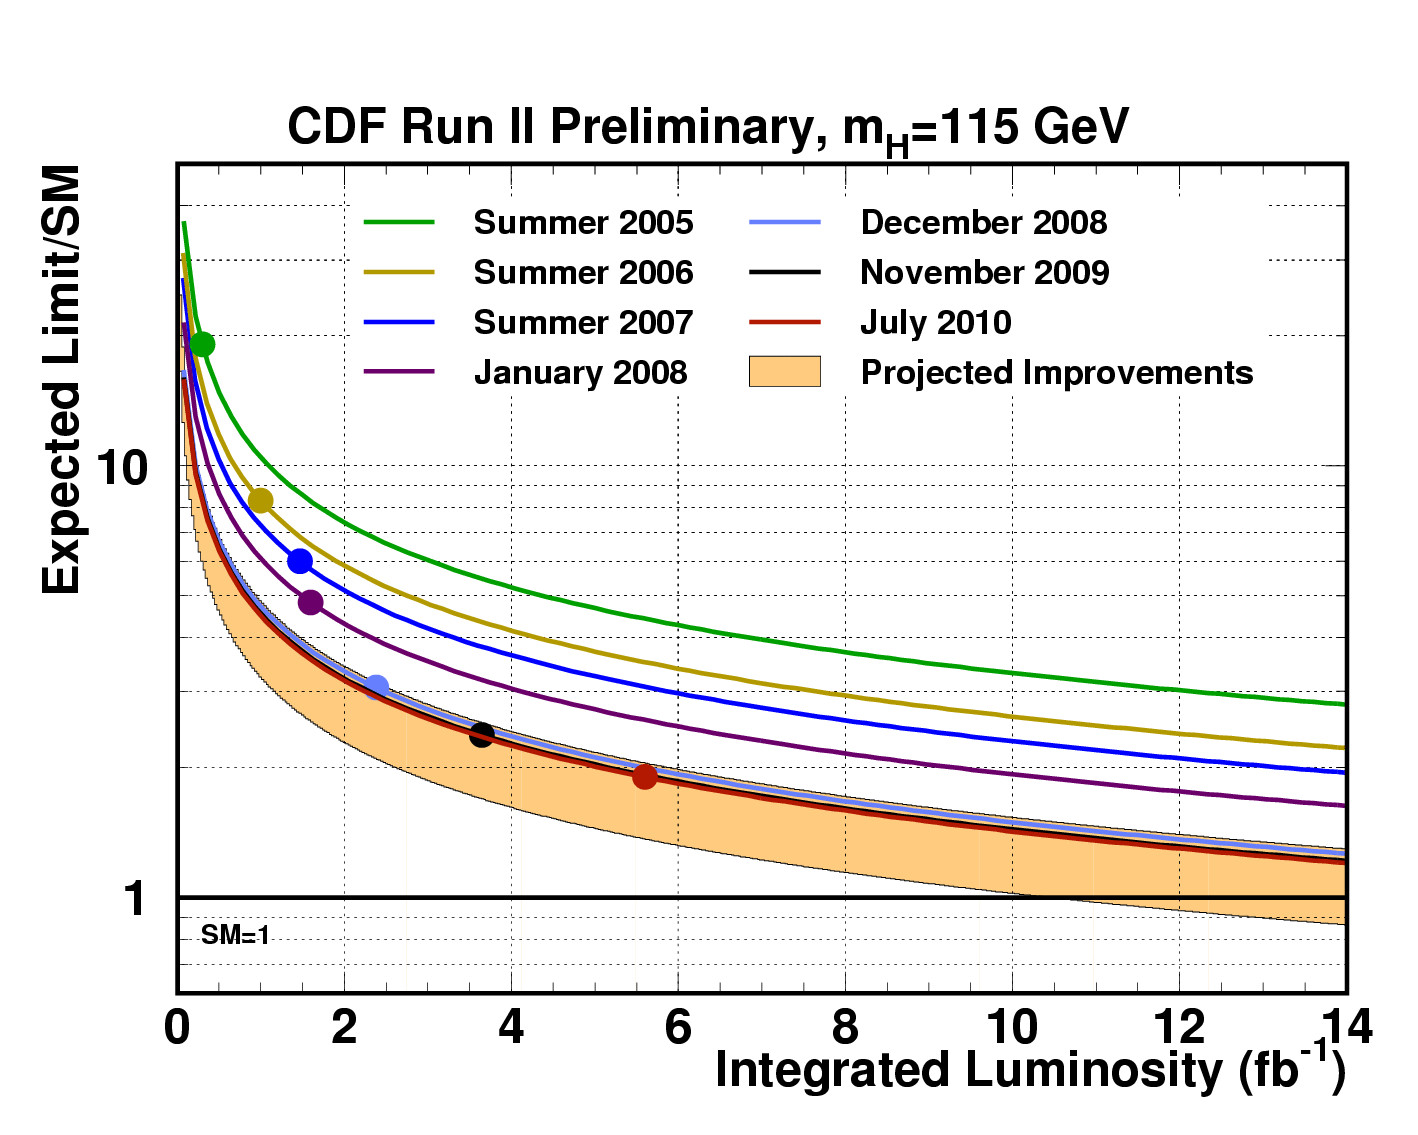 CDF Run II Preliminary, mH=115 GeV
Expected Limit/SM
Summer 2005
Summer 2006
Summer 2007
January 2008
December 2008
November 2009
July 2010
Projected Improvements
10
1
SM=1
0 2 4 6 8 10 12 14
Integrated Luminosity (fb-1)